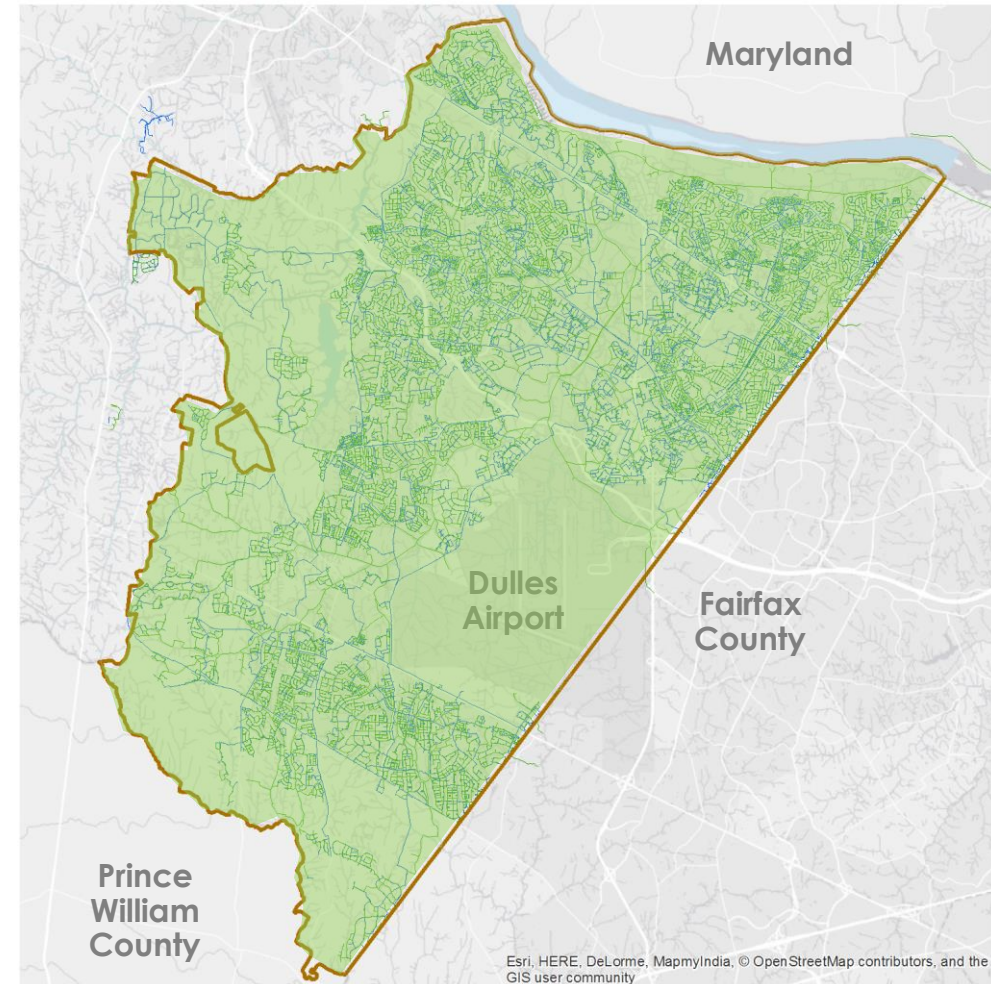 Maryland
Dulles
Airport
Fairfax
County
Prince
William
County
Esri, HERE, DeLorme, MapmyIndia, © OpenStreetMap contributors, and the
GIS user community